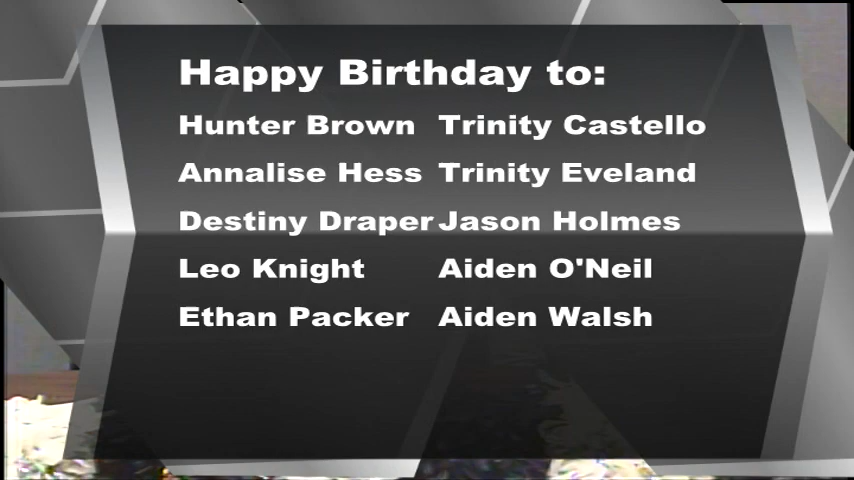 Happy Birthday to:
Hunter Brown Trinity Castello
Annalise Hess Trinity Eveland
Destiny Draper Jason Holmes
Leo Knight Aiden O'Neil
Ethan Packer Aiden Walsh